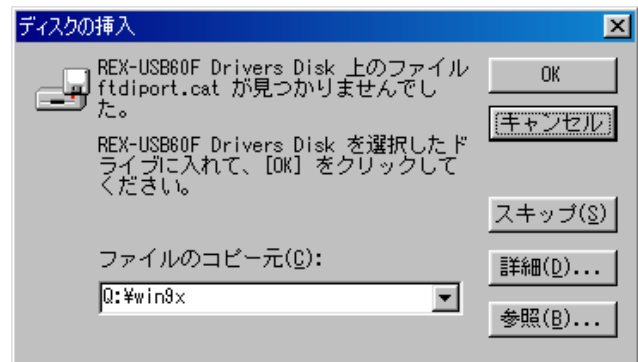 ディスクの挿入
REX-USB60F Drivers Disk 上のファイル
ftdiport.cat が見つかりませんでし
た。
REX-USB60F Drivers Disk を選択したド
ライブに入れて、[OK] をクリックして
ください。
ファイルのコピー元(C):
Q:¥win9x
OK
キャンセル
スキップ(S)
詳細(D)...
参照(B)...